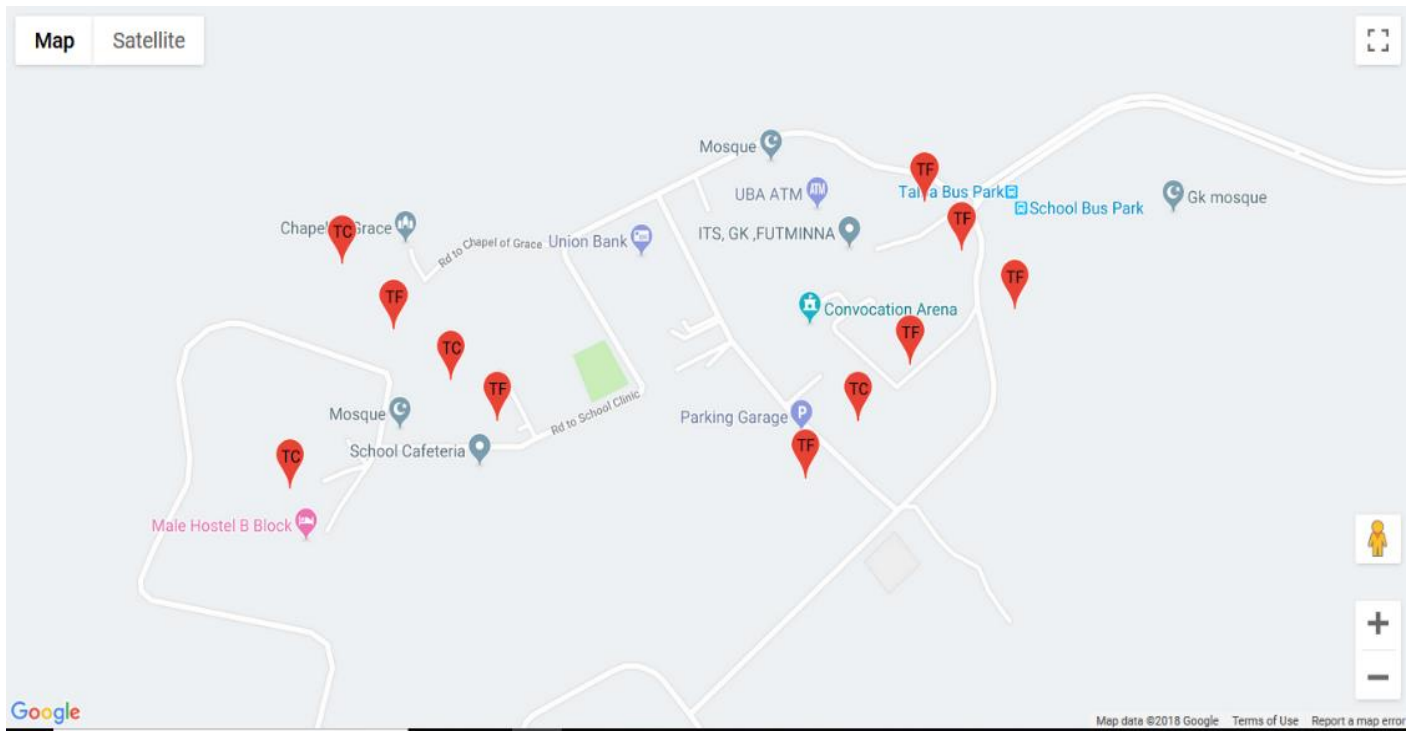 Map Satellite
Mosque
TF
UBA ATM
ATM
Talba Bus Park
School Bus Park
Gk mosque
TF
Chapel of Grace
TC
Rd to Chapel of Grace
Union Bank
ITS, GK ,FUTMINNA
TF
TF
Convocation Arena
TF
TC
TF
TC
Mosque
Rd to School Clinic
Parking Garage P
School Cafeteria
TF
TC
Male Hostel B Block
+
−
Google
Map data ©2018 Google Terms of Use Report a map error